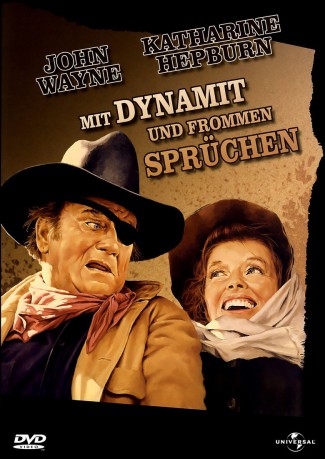 JOHN
WAYNE
KATHARINE
HEPBURN
MIT DYNAMIT
UND FROMMEN
SPRÜCHEN
DVD
VIDEO
UNIVERSAL